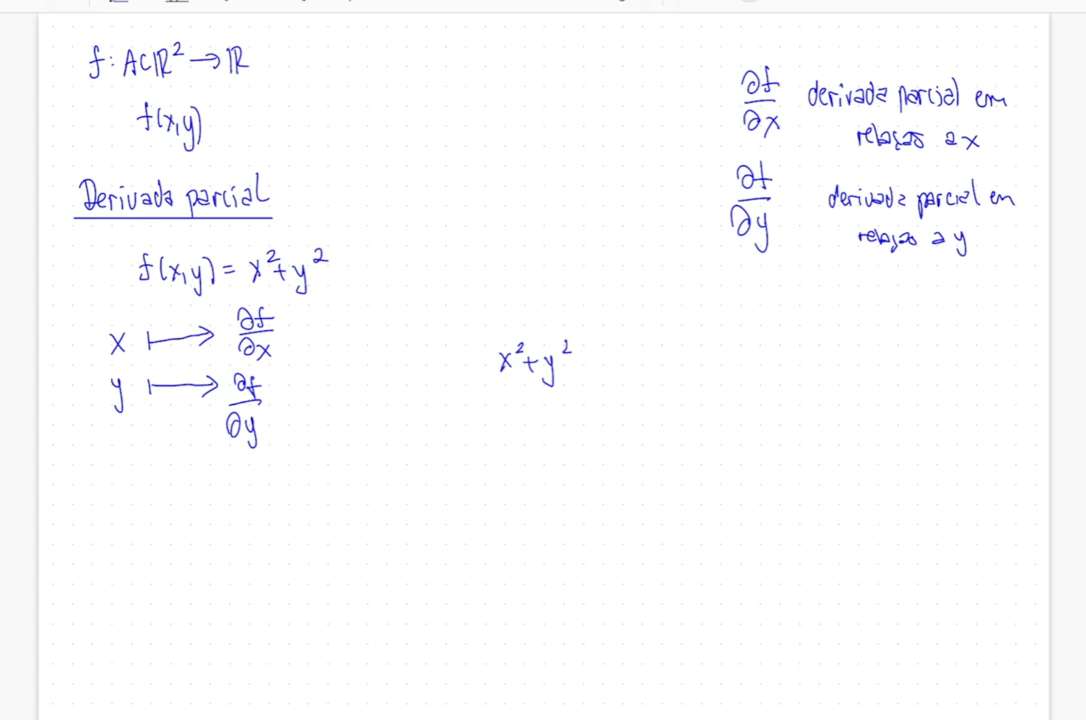 f: A⊂ℝ² → ℝ
f(x,y)
Derivada parcial
f(x,y) = x² + y²
x ⟼ ∂f/∂x
y ⟼ ∂f/∂y
x² + y²
∂f/∂x derivada parcial em
relação a x
∂f/∂y derivada parcial em
relação a y